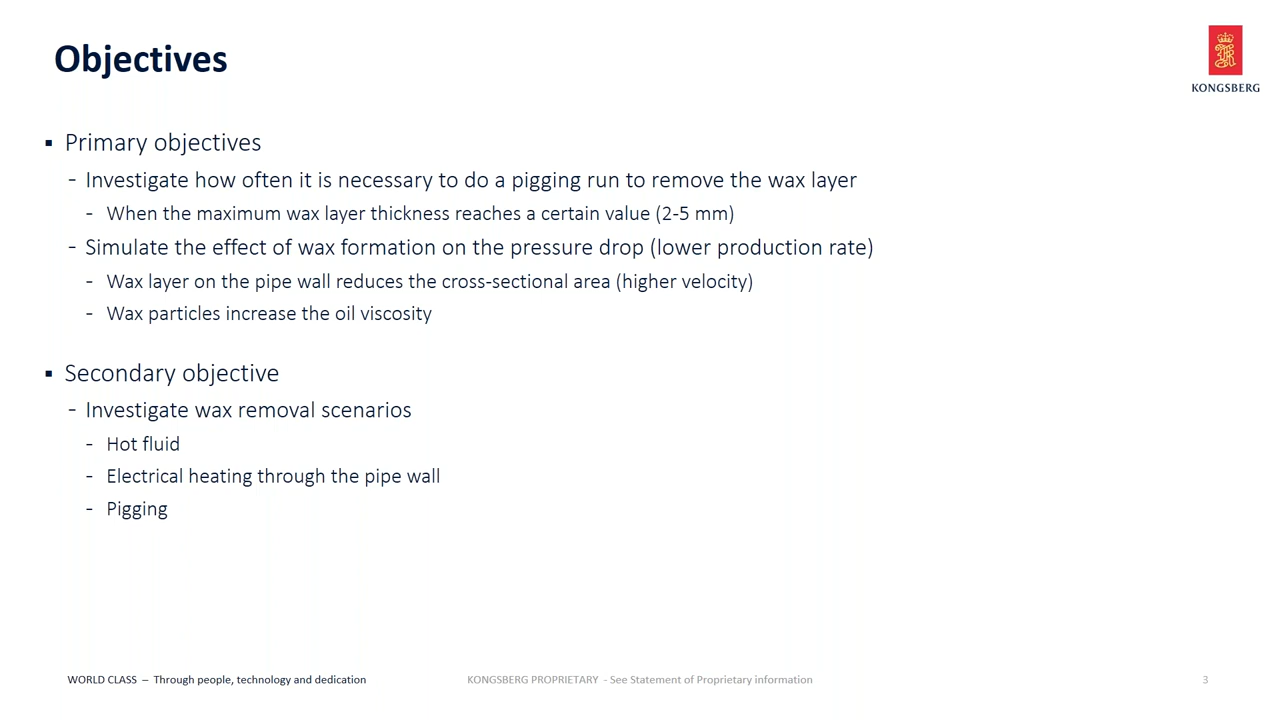 Objectives
KONGSBERG
▪ Primary objectives
- Investigate how often it is necessary to do a pigging run to remove the wax layer
- When the maximum wax layer thickness reaches a certain value (2-5 mm)
- Simulate the effect of wax formation on the pressure drop (lower production rate)
- Wax layer on the pipe wall reduces the cross-sectional area (higher velocity)
- Wax particles increase the oil viscosity
▪ Secondary objective
- Investigate wax removal scenarios
- Hot fluid
- Electrical heating through the pipe wall
- Pigging
WORLD CLASS – Through people, technology and dedication
KONGSBERG PROPRIETARY - See Statement of Proprietary information
3